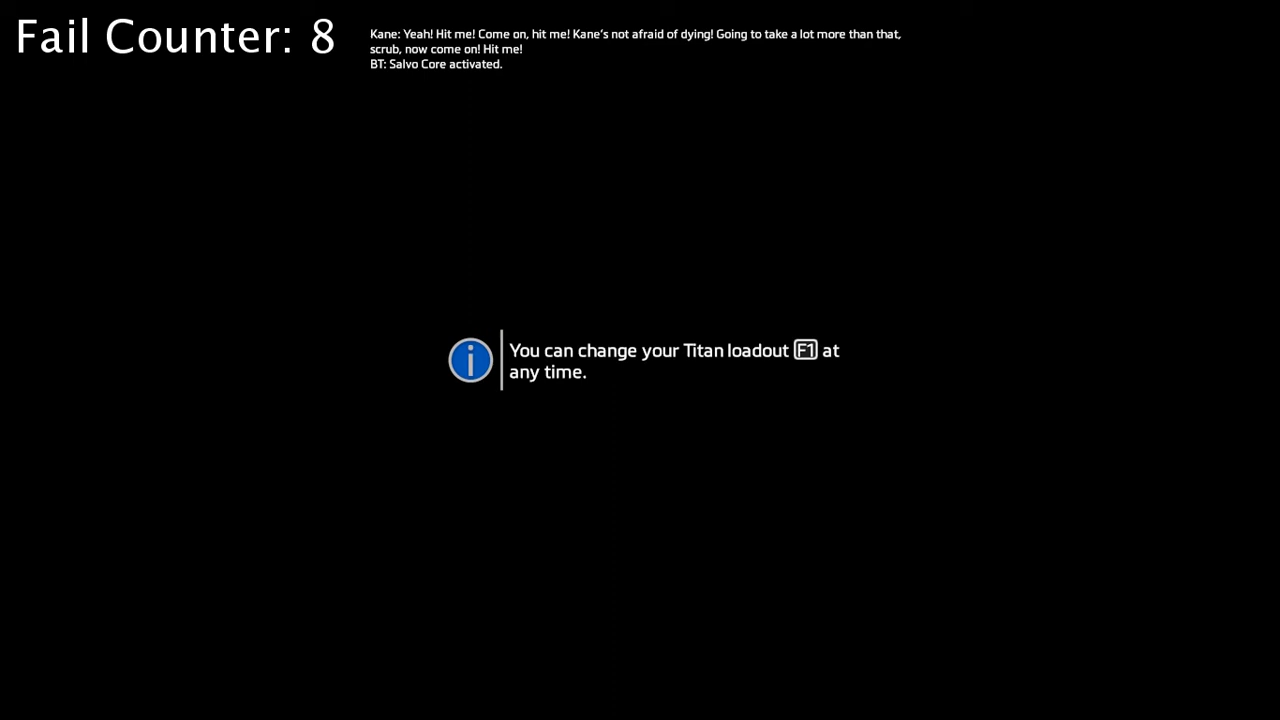 Fail Counter: 8
Kane: Yeah! Hit me! Come on, hit me! Kane's not afraid of dying! Going to take a lot more than that,
scrub, now come on! Hit me!
BT: Salvo Core activated.
You can change your Titan loadout F1 at
any time.